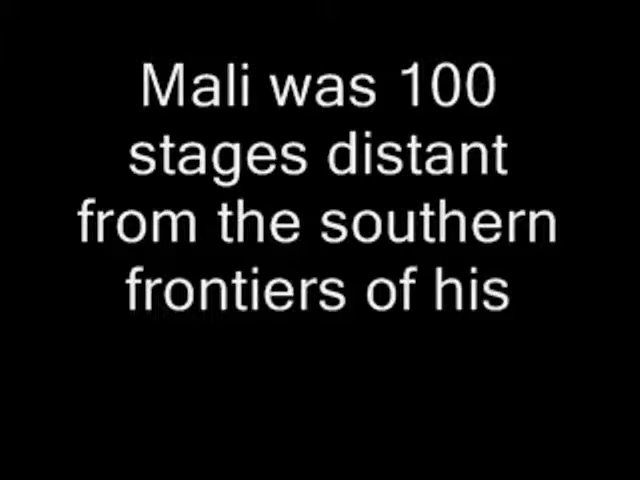 Mali was 100
stages distant
from the southern
frontiers of his